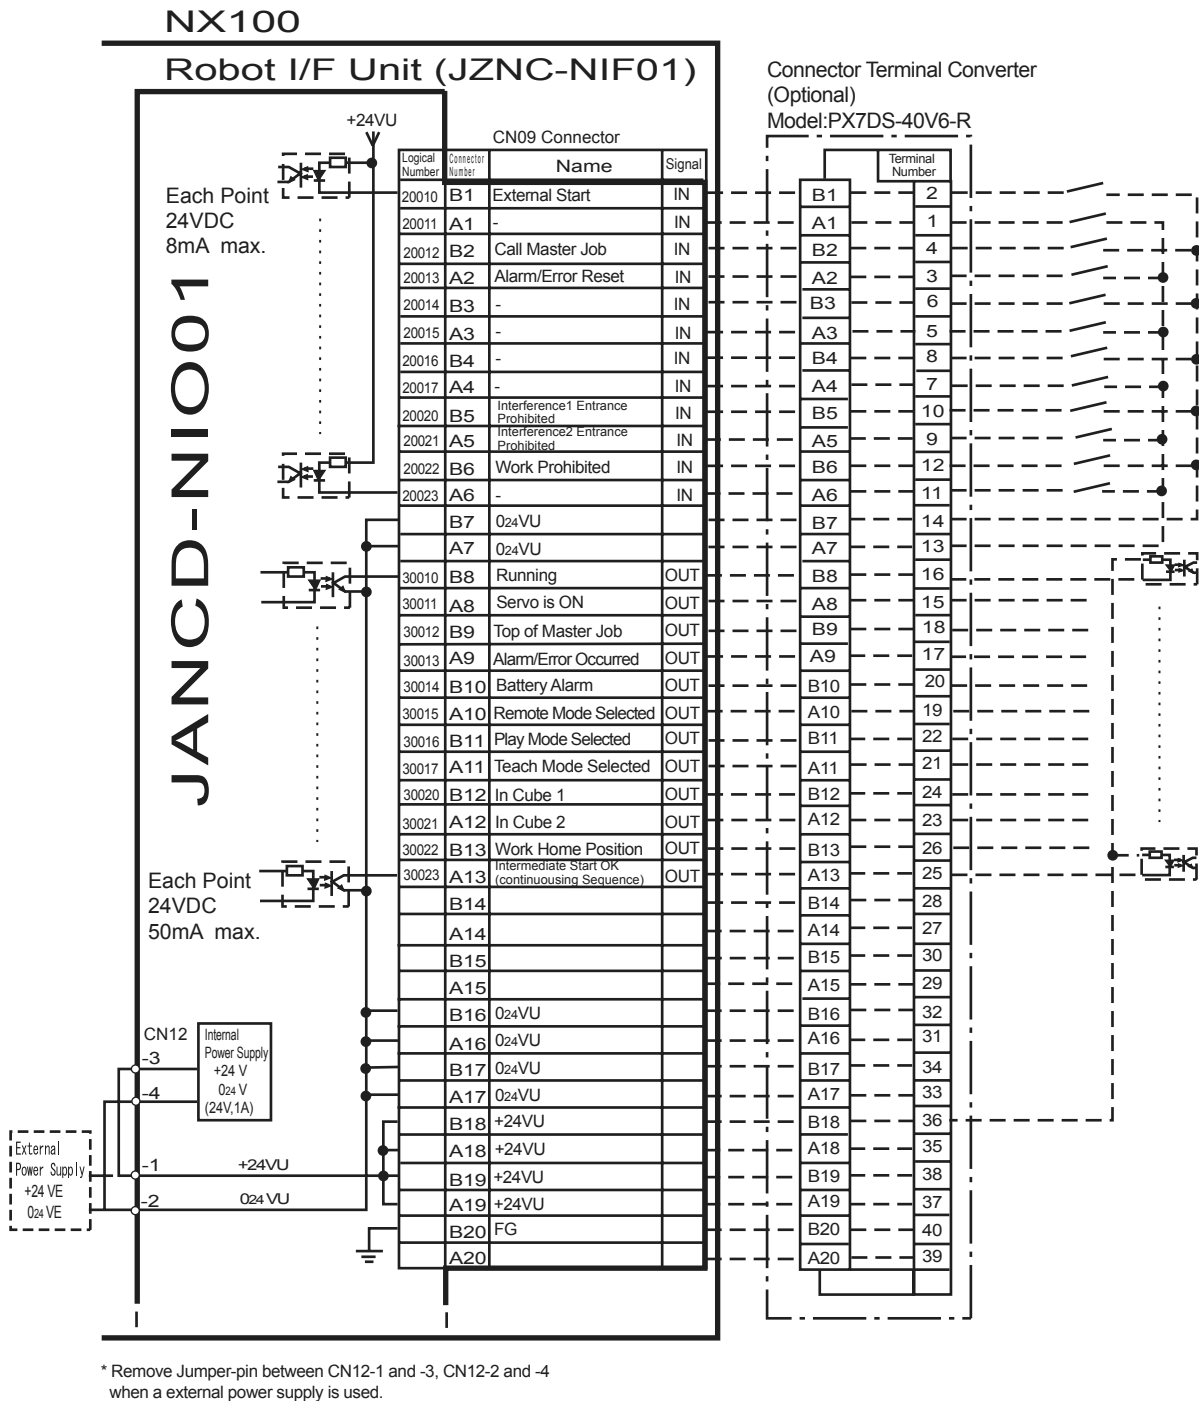 NX100
Robot I/F Unit (JZNC-NIF01)
Connector Terminal Converter
(Optional)
Model:PX7DS-40V6-R
JANCD-NIO01
+24VU
CN09 Connector
Each Point
24VDC
8mA max.
Logical Number Connector Number Name Signal Terminal Number
20010 B1 External Start IN B1 2
20011 A1 - IN A1 1
20012 B2 Call Master Job IN B2 4
20013 A2 Alarm/Error Reset IN A2 3
20014 B3 - IN B3 6
20015 A3 - IN A3 5
20016 B4 - IN B4 8
20017 A4 - IN A4 7
20020 B5 Interference1 Entrance Prohibited IN B5 10
20021 A5 Interference2 Entrance Prohibited IN A5 9
20022 B6 Work Prohibited IN B6 12
20023 A6 - IN A6 11
B7 024VU B7 14
A7 024VU A7 13
30010 B8 Running OUT B8 16
30011 A8 Servo is ON OUT A8 15
30012 B9 Top of Master Job OUT B9 18
30013 A9 Alarm/Error Occurred OUT A9 17
30014 B10 Battery Alarm OUT B10 20
30015 A10 Remote Mode Selected OUT A10 19
30016 B11 Play Mode Selected OUT B11 22
30017 A11 Teach Mode Selected OUT A11 21
30020 B12 In Cube 1 OUT B12 24
30021 A12 In Cube 2 OUT A12 23
30022 B13 Work Home Position OUT B13 26
30023 A13 Intermediate Start OK (continuousing Sequence) OUT A13 25
B14 B14 28
A14 A14 27
B15 B15 30
A15 A15 29
B16 024VU B16 32
A16 024VU A16 31
B17 024VU B17 34
A17 024VU A17 33
B18 +24VU B18 36
A18 +24VU A18 35
B19 +24VU B19 38
A19 +24VU A19 37
B20 FG B20 40
A20 A20 39
Each Point
24VDC
50mA max.
CN12
Internal
Power Supply
+24 V
024 V
(24V,1A)
-3
-4
External
Power Supply
+24 VE
024 VE
-1 +24VU
-2 024 VU
* Remove Jumper-pin between CN12-1 and -3, CN12-2 and -4
when a external power supply is used.